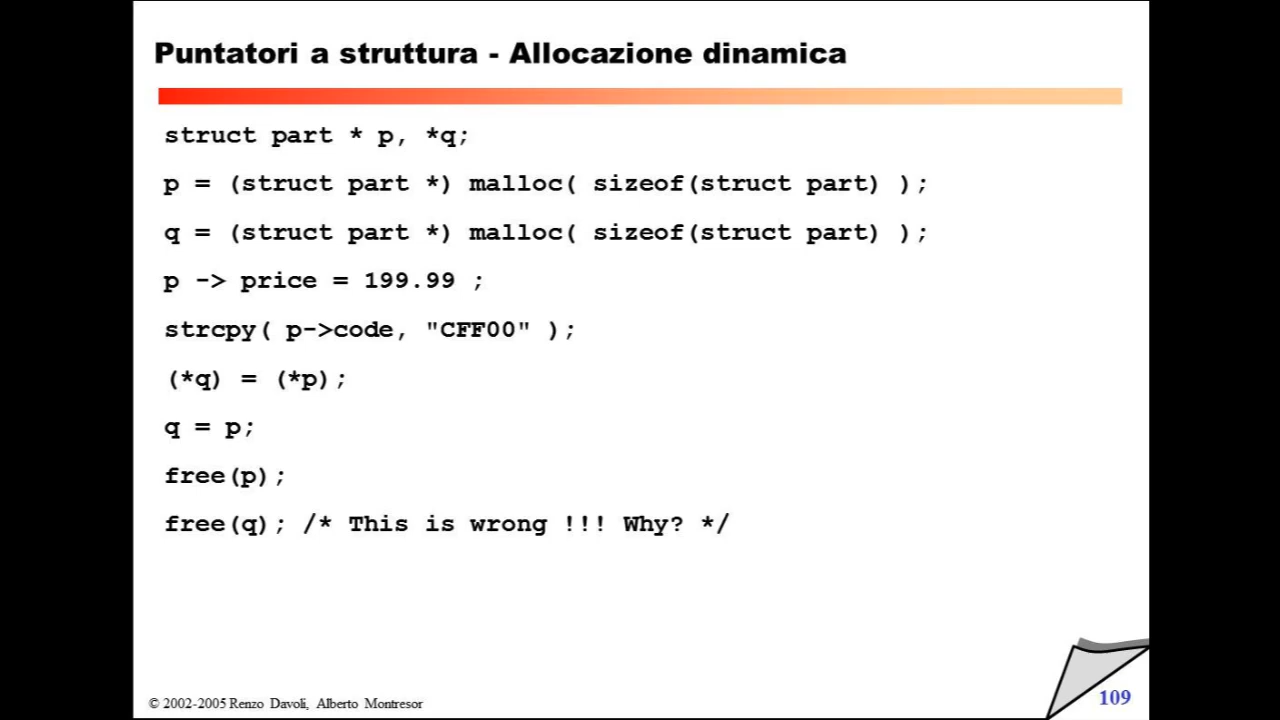 Puntatori a struttura - Allocazione dinamica
struct part * p, *q;
p = (struct part *) malloc( sizeof(struct part) );
q = (struct part *) malloc( sizeof(struct part) );
p -> price = 199.99 ;
strcpy( p->code, "CFF00" );
(*q) = (*p);
q = p;
free(p);
free(q); /* This is wrong !!! Why? */
© 2002-2005 Renzo Davoli, Alberto Montresor
109